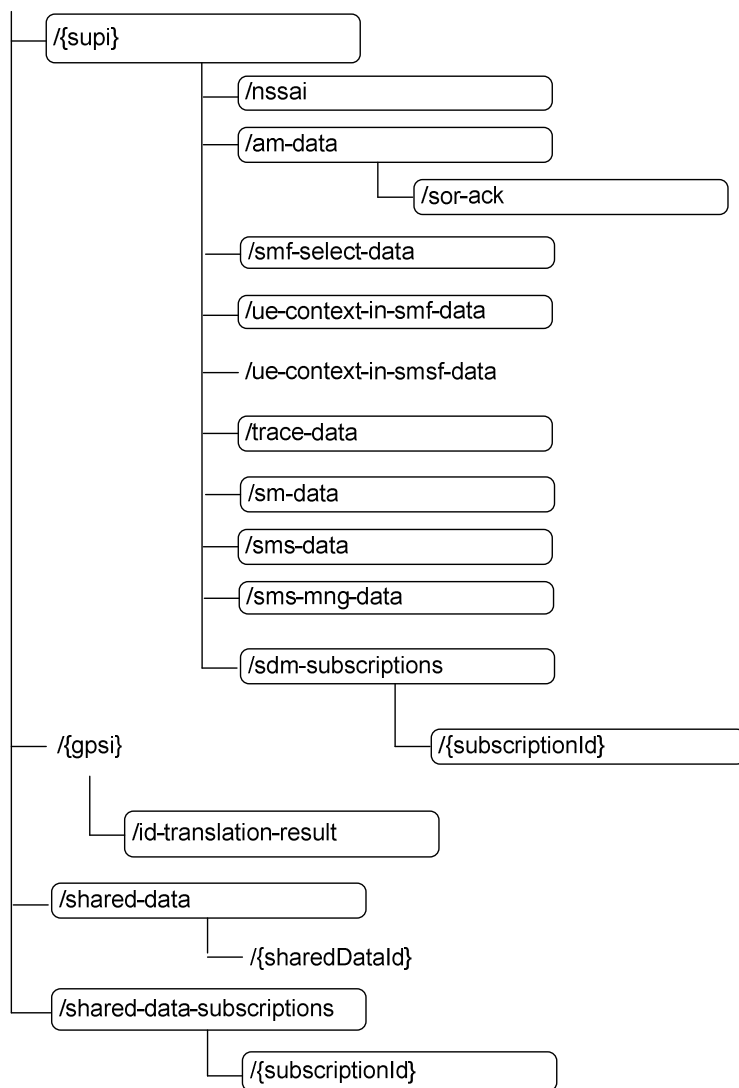 /{supi}
/nssai
/am-data
/sor-ack
/smf-select-data
/ue-context-in-smf-data
/ue-context-in-smsf-data
/trace-data
/sm-data
/sms-data
/sms-mng-data
/sdm-subscriptions
/{subscriptionId}
/{gpsi}
/id-translation-result
/shared-data
/{sharedDataId}
/shared-data-subscriptions
/{subscriptionId}